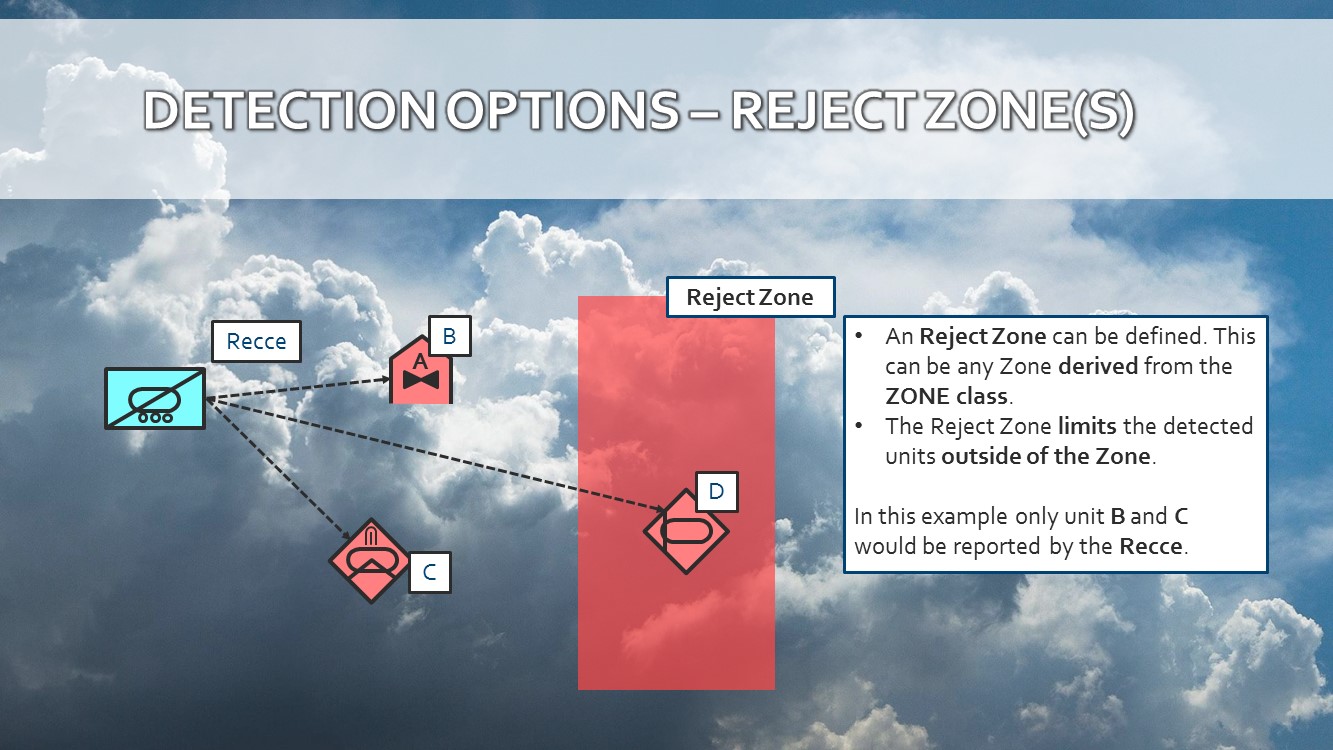 DETECTION OPTIONS – REJECT ZONE(S)
Reject Zone
Recce
B
A
D
C
• An Reject Zone can be defined. This
can be any Zone derived from the
ZONE class.
• The Reject Zone limits the detected
units outside of the Zone.
In this example only unit B and C
would be reported by the Recce.